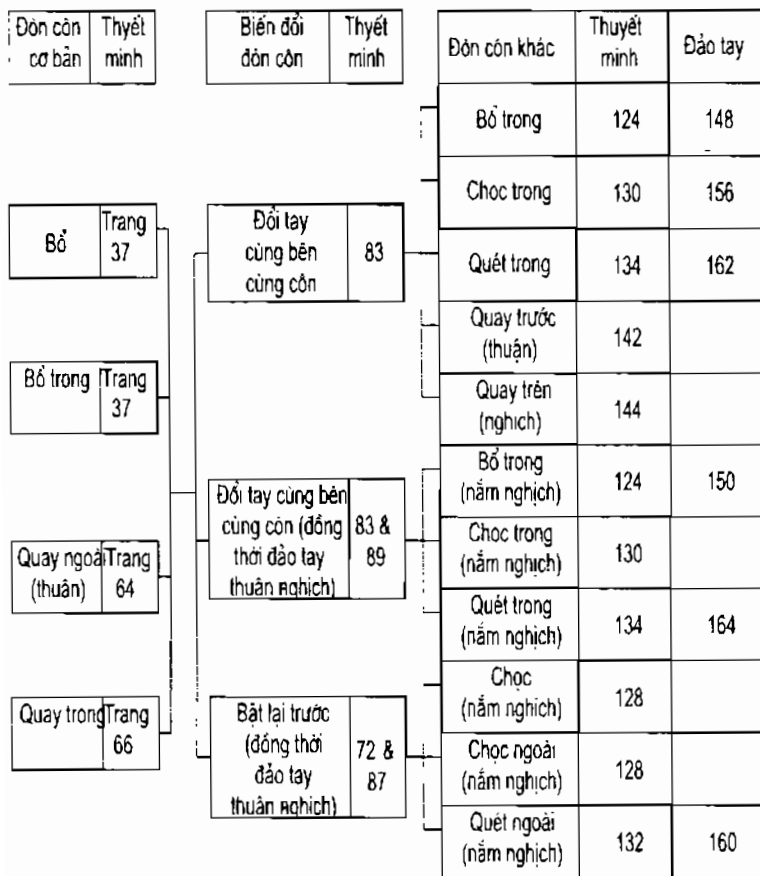 Đòn côn
cơ bản
Thyết
minh
Biến đổi
đòn côn
Thyết
minh
Đòn cón khác
Thuyết
minh
Đảo tay
Bổ
Trang
37
Bổ trong
Trang
37
Quay ngoài
(thuận)
Trang
64
Quay trong
Trang
66
Đổi tay
cùng bên
cùng côn
83
Đổi tay cùng bên
cùng côn (đồng
thời đảo tay
thuận nghịch)
83 &
89
Bật lại trước
(đồng thời
đảo tay
thuận nghịch)
72 &
87
Bổ trong
124
148
Chọc trong
130
156
Quét trong
134
162
Quay trước
(thuận)
142
Quay trên
(nghịch)
144
Bổ trong
(nắm nghịch)
124
150
Chọc trong
(nắm nghịch)
130
Quét trong
(nắm nghịch)
134
164
Chọc
(nắm nghịch)
128
Chọc ngoài
(nắm nghịch)
128
Quét ngoài
(nắm nghịch)
132
160